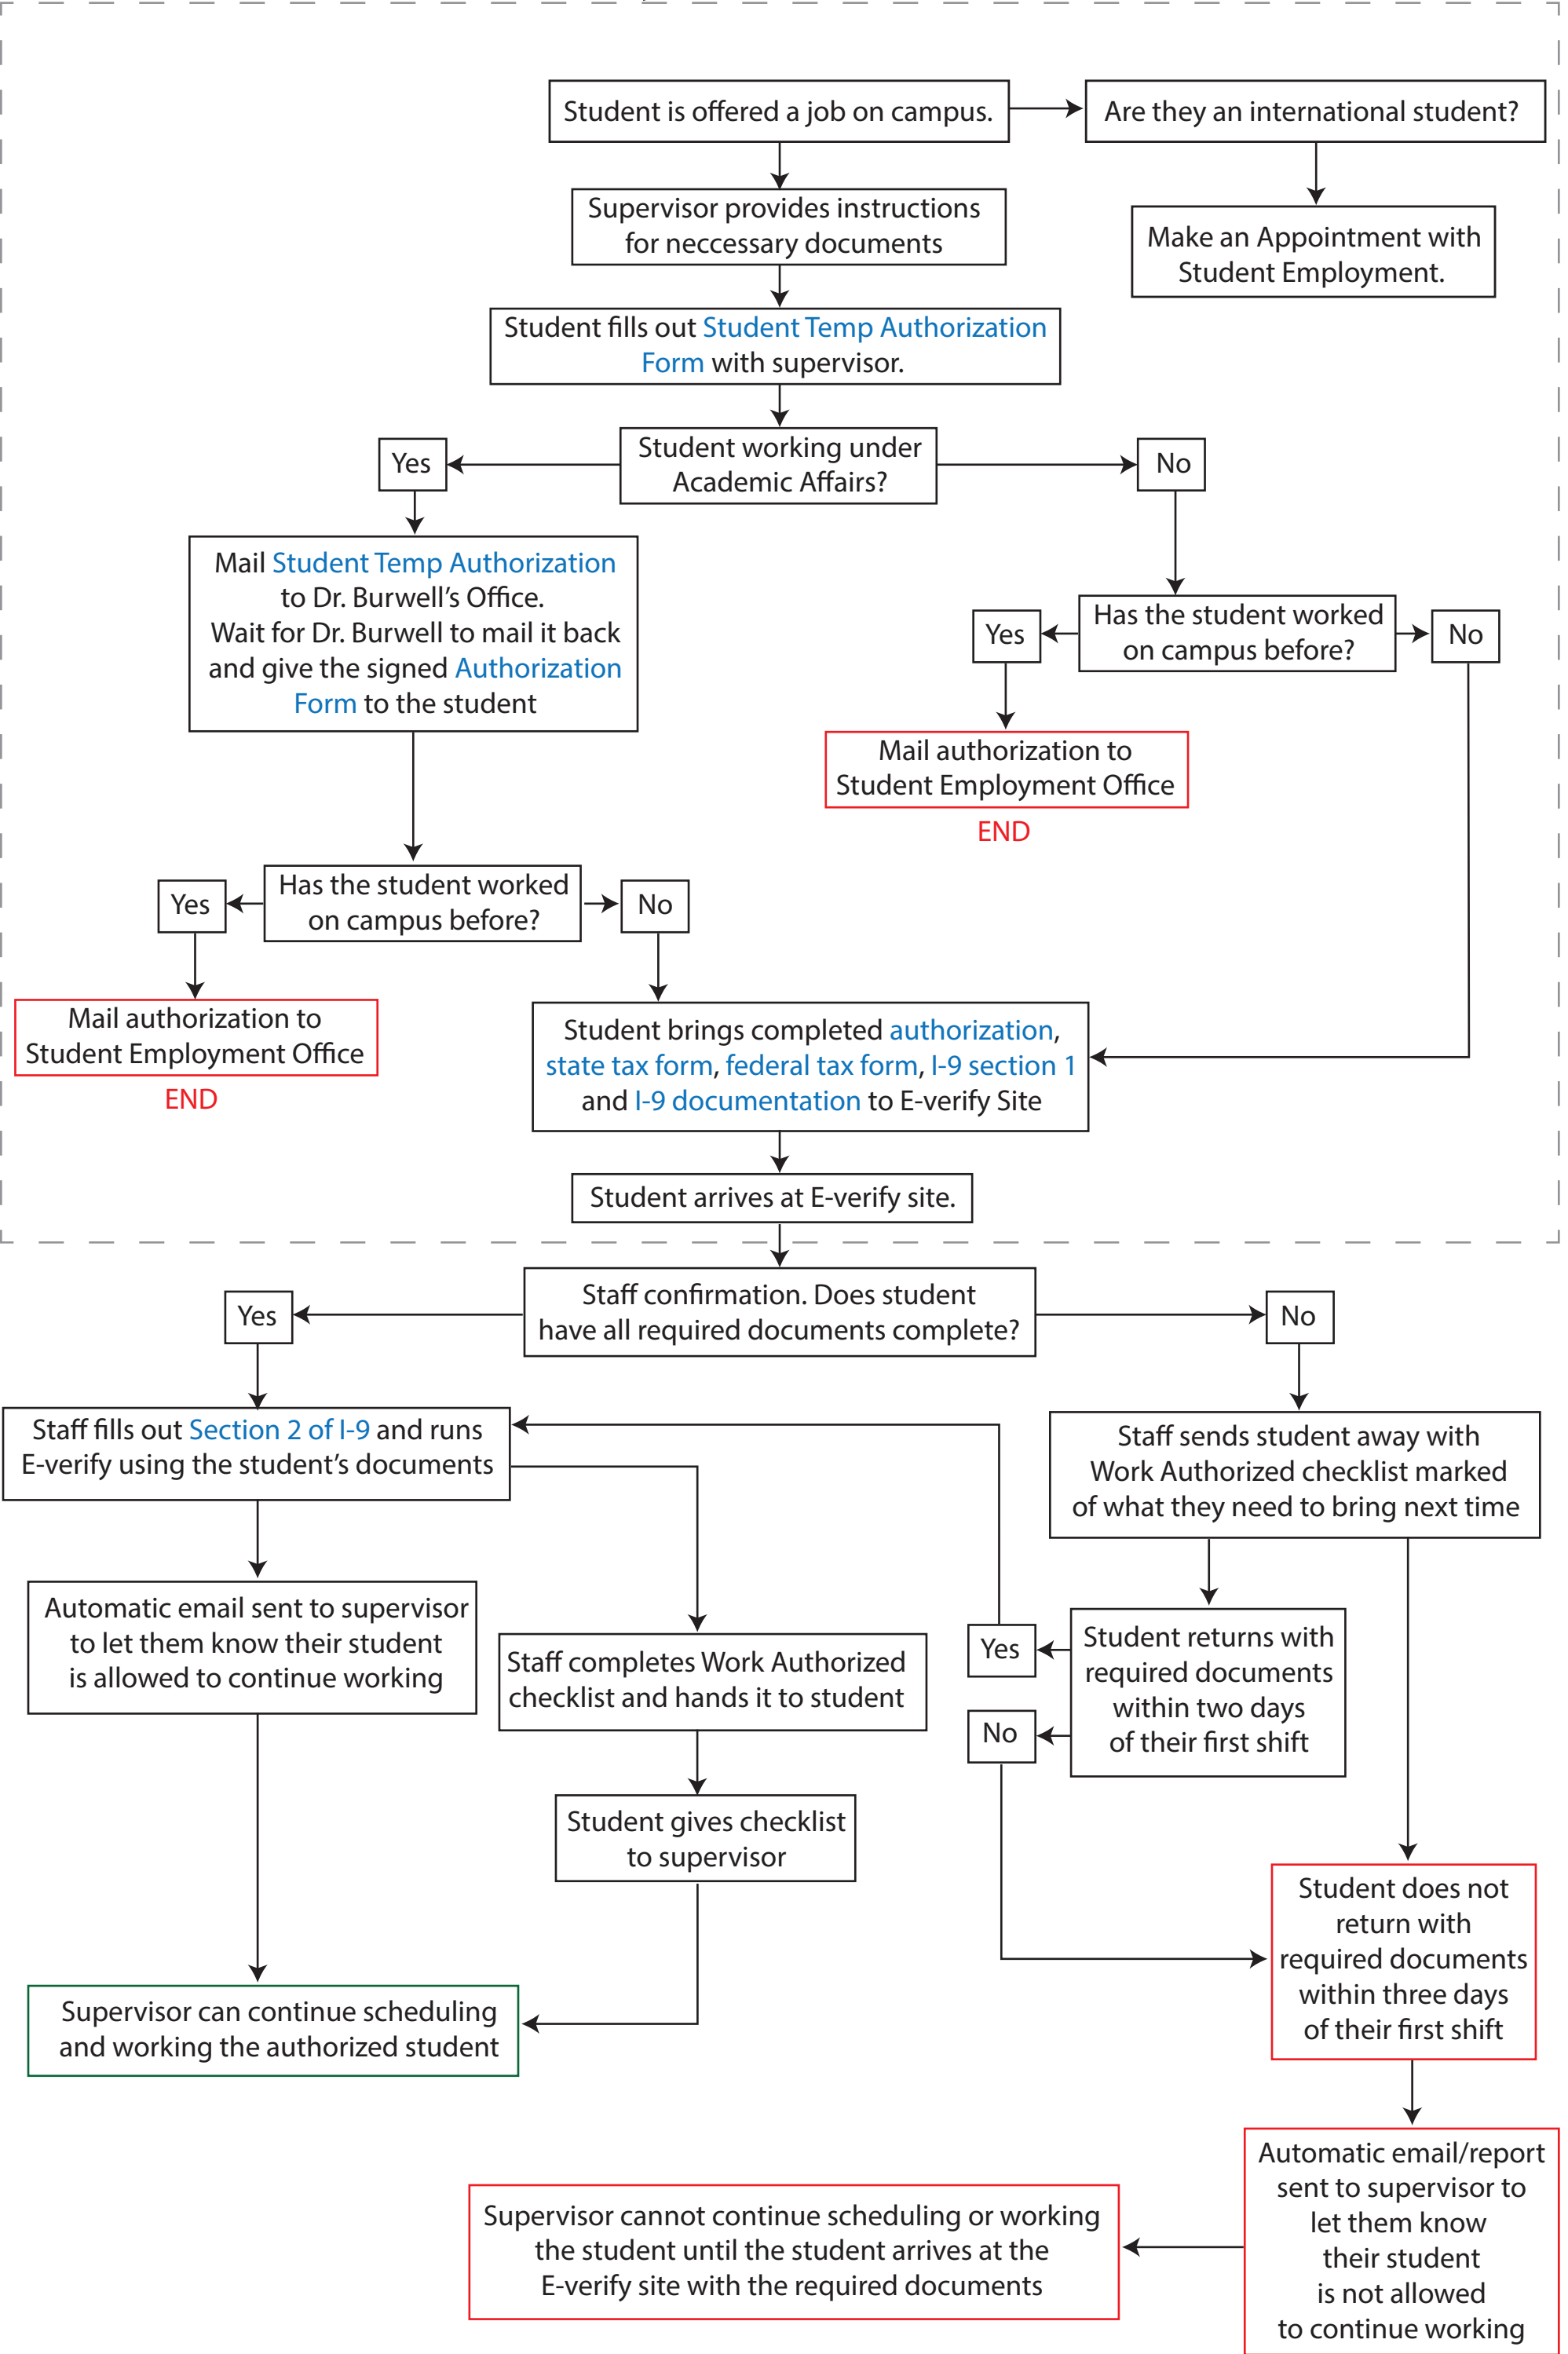 Student is offered a job on campus.
Are they an international student?
Supervisor provides instructions
for neccessary documents
Make an Appointment with
Student Employment.
Student fills out Student Temp Authorization
Form with supervisor.
Student working under
Academic Affairs?
Yes
No
Mail Student Temp Authorization
to Dr. Burwell’s Office.
Wait for Dr. Burwell to mail it back
and give the signed Authorization
Form to the student
Has the student worked
on campus before?
Yes
No
Mail authorization to
Student Employment Office
END
Has the student worked
on campus before?
Yes
No
Mail authorization to
Student Employment Office
END
Student brings completed authorization,
state tax form, federal tax form, I-9 section 1
and I-9 documentation to E-verify Site
Student arrives at E-verify site.
Staff confirmation. Does student
have all required documents complete?
Yes
No
Staff fills out Section 2 of I-9 and runs
E-verify using the student’s documents
Staff sends student away with
Work Authorized checklist marked
of what they need to bring next time
Automatic email sent to supervisor
to let them know their student
is allowed to continue working
Staff completes Work Authorized
checklist and hands it to student
Yes
No
Student returns with
required documents
within two days
of their first shift
Student gives checklist
to supervisor
Student does not
return with
required documents
within three days
of their first shift
Supervisor can continue scheduling
and working the authorized student
Automatic email/report
sent to supervisor to
let them know
their student
is not allowed
to continue working
Supervisor cannot continue scheduling or working
the student until the student arrives at the
E-verify site with the required documents